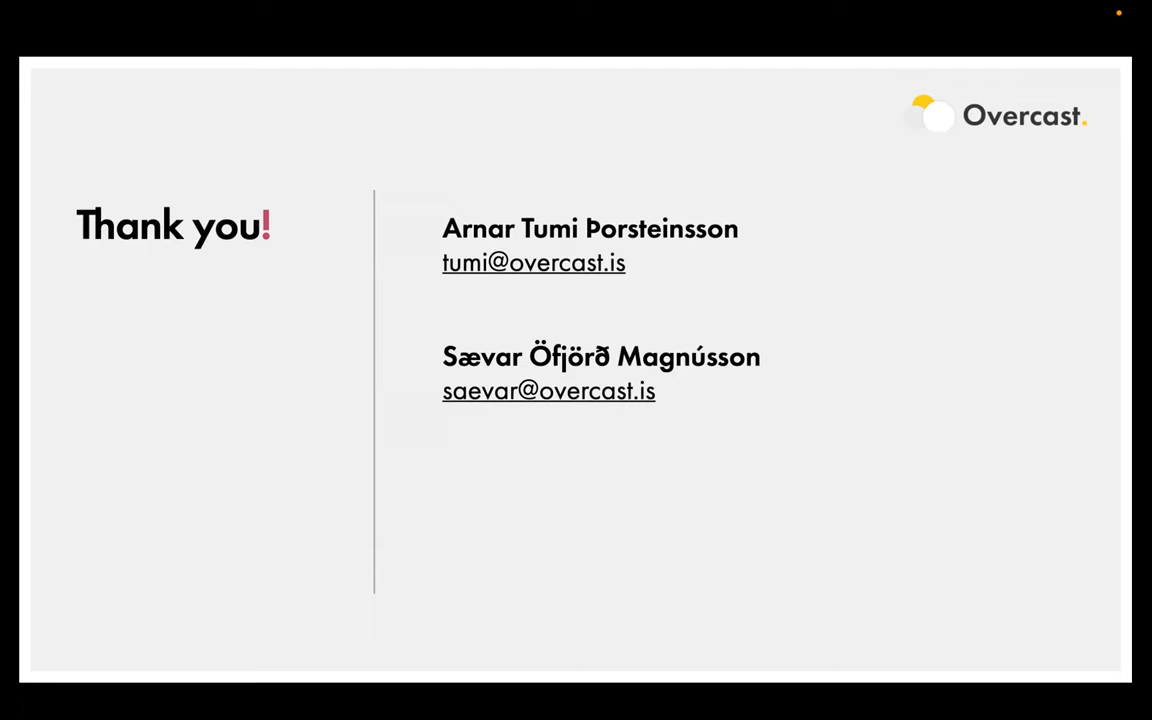 Overcast.
Thank you!
Arnar Tumi Þorsteinsson
tumi@overcast.is
Sævar Öfjörð Magnússon
saevar@overcast.is